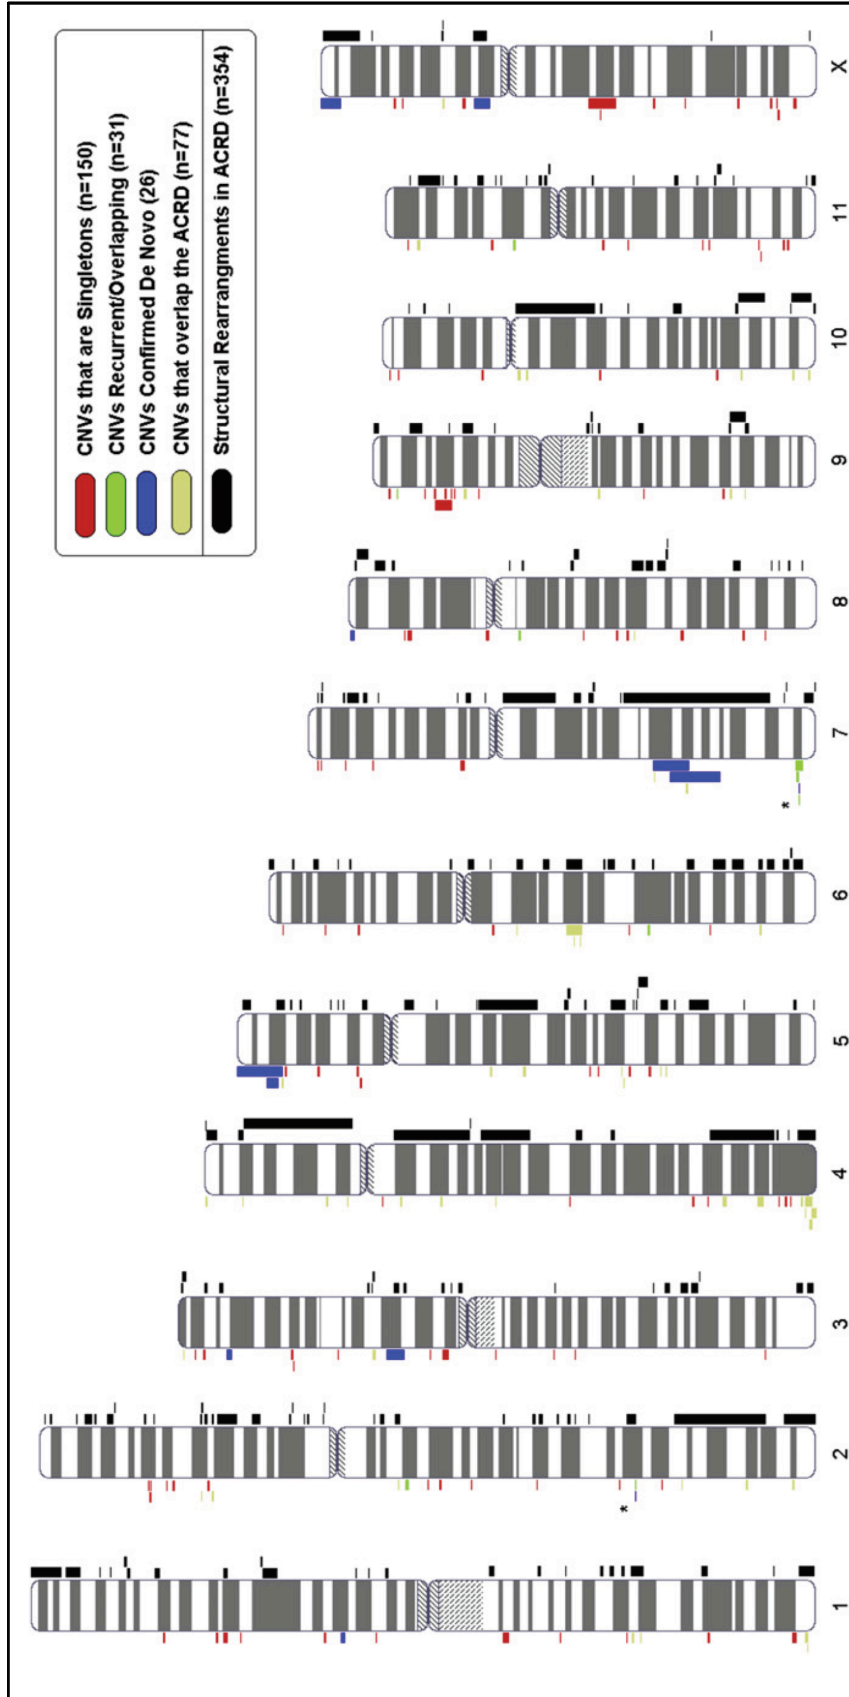 CNVs that are Singletons (n=150)
CNVs Recurrent/Overlapping (n=31)
CNVs Confirmed De Novo (26)
CNVs that overlap the ACRD (n=77)
Structural Rearrangments in ACRD (n=354)
*
*
1 2 3 4 5 6 7 8 9 10 11 X